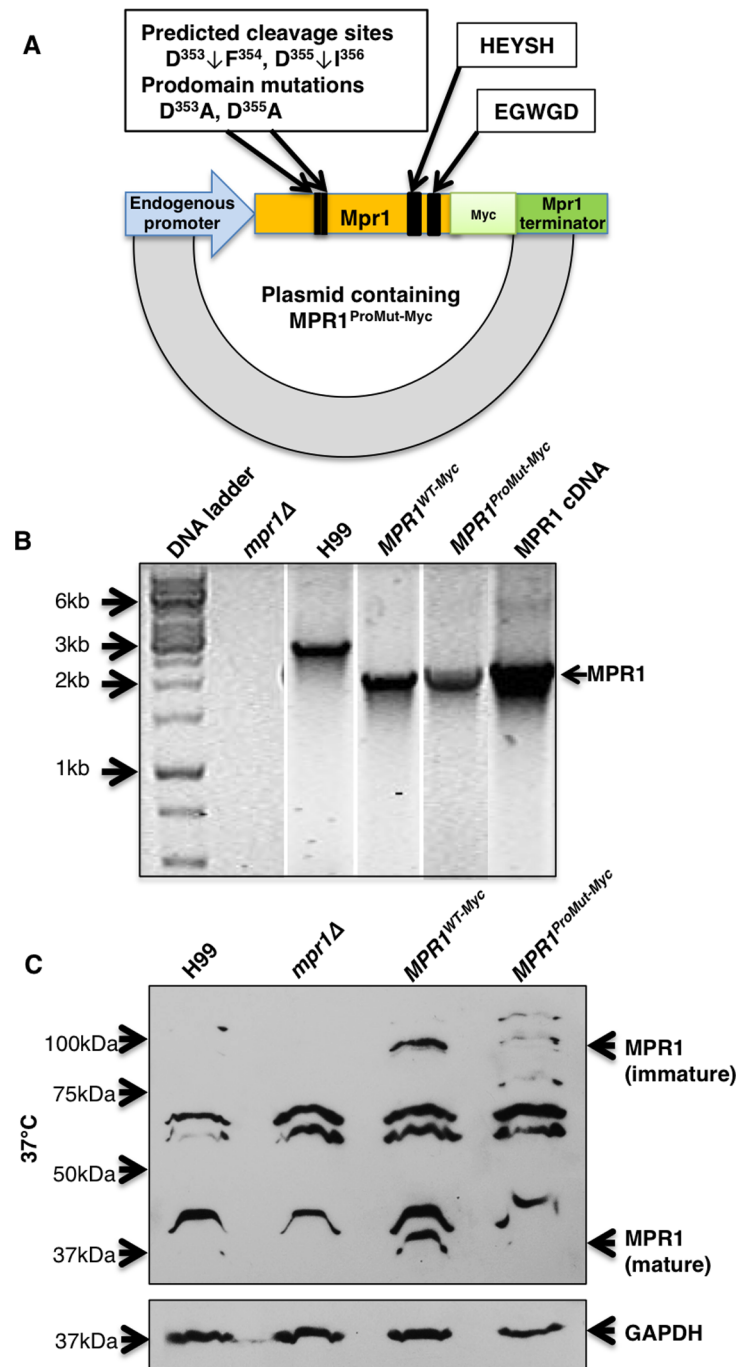 A
Predicted cleavage sites
D³⁵³↓F³⁵⁴, D³⁵⁵↓I³⁵⁶
Prodomain mutations
D³⁵³A, D³⁵⁵A
HEYSH
EGWGD
Endogenous
promoter
Mpr1
Myc
Mpr1
terminator
Plasmid containing
MPR1ProMut-Myc
B
DNA ladder
mpr1Δ
H99
MPR1WT-Myc
MPR1ProMut-Myc
MPR1 cDNA
6kb
3kb
2kb
1kb
MPR1
C
H99
mpr1Δ
MPR1WT-Myc
MPR1ProMut-Myc
37°C
100kDa
75kDa
50kDa
37kDa
MPR1
(immature)
MPR1
(mature)
37kDa
GAPDH